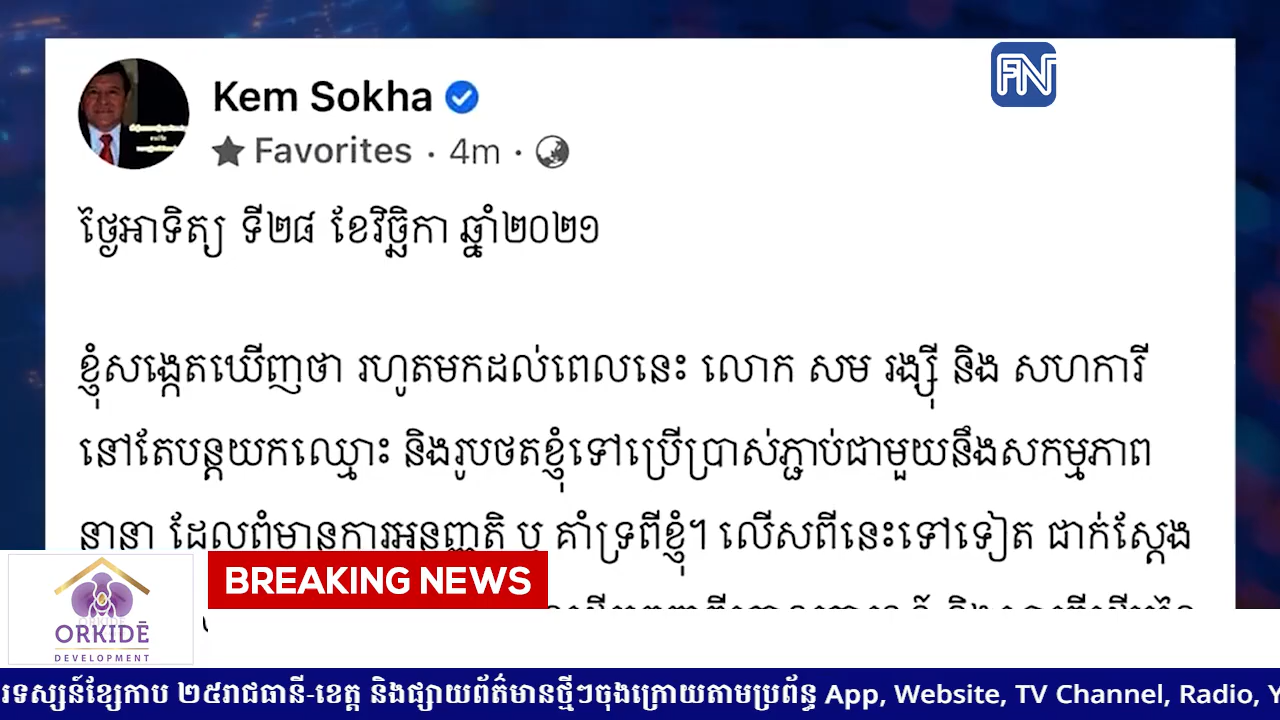 FN
Kem Sokha
Favorites · 4m ·
ថ្ងៃអាទិត្យ ទី២៨ ខែវិច្ឆិកា ឆ្នាំ២០២១
ខ្ញុំសង្កេតឃើញថា រហូតមកដល់ពេលនេះ លោក សម រង្ស៊ី និង សហការី
នៅតែបន្តយកឈ្មោះ និងរូបថតខ្ញុំទៅប្រើប្រាស់ភ្ជាប់ជាមួយនឹងសកម្មភាព
នានា ដែលពុំមានការអនុញ្ញាតិ ឬ គាំទ្រពីខ្ញុំ។ លើសពីនេះទៅទៀត ជាក់ស្តែង
BREAKING NEWS
ORKIDĒ
DEVELOPMENT
រទស្សន៍ខ្សែកាប ២៥រាជធានី-ខេត្ត និងផ្សាយព័ត៌មានថ្មីៗចុងក្រោយតាមប្រព័ន្ធ App, Website, TV Channel, Radio, Y